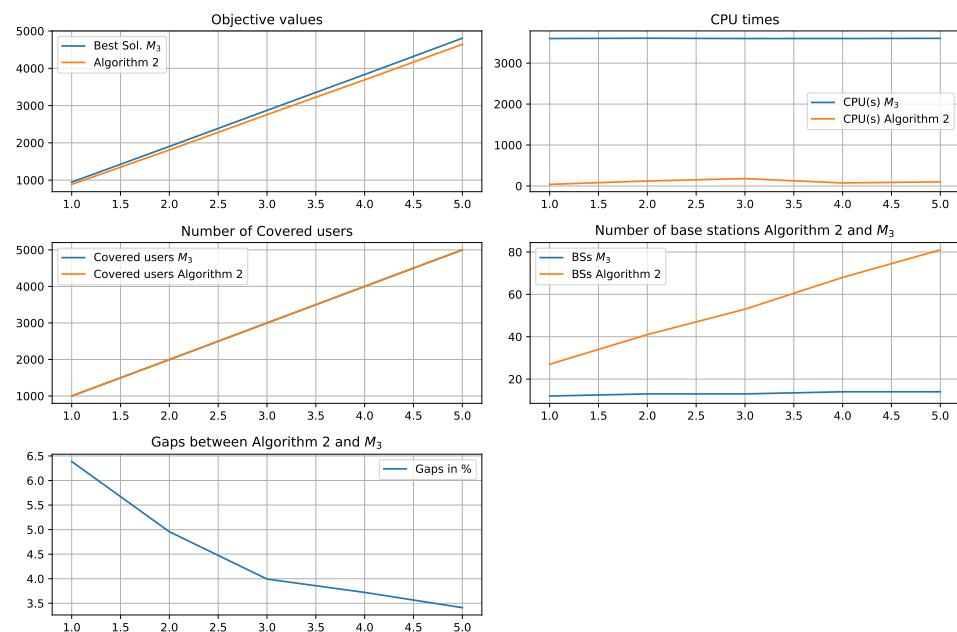 Objective values
5000
4000
3000
2000
1000
Best Sol. M₃
Algorithm 2
1.0 1.5 2.0 2.5 3.0 3.5 4.0 4.5 5.0
CPU times
3000
2000
1000
0
CPU(s) M₃
CPU(s) Algorithm 2
1.0 1.5 2.0 2.5 3.0 3.5 4.0 4.5 5.0
Number of Covered users
5000
4000
3000
2000
1000
Covered users M₃
Covered users Algorithm 2
1.0 1.5 2.0 2.5 3.0 3.5 4.0 4.5 5.0
Number of base stations Algorithm 2 and M₃
80
60
40
20
BSs M₃
BSs Algorithm 2
1.0 1.5 2.0 2.5 3.0 3.5 4.0 4.5 5.0
Gaps between Algorithm 2 and M₃
6.5
6.0
5.5
5.0
4.5
4.0
3.5
Gaps in %
1.0 1.5 2.0 2.5 3.0 3.5 4.0 4.5 5.0